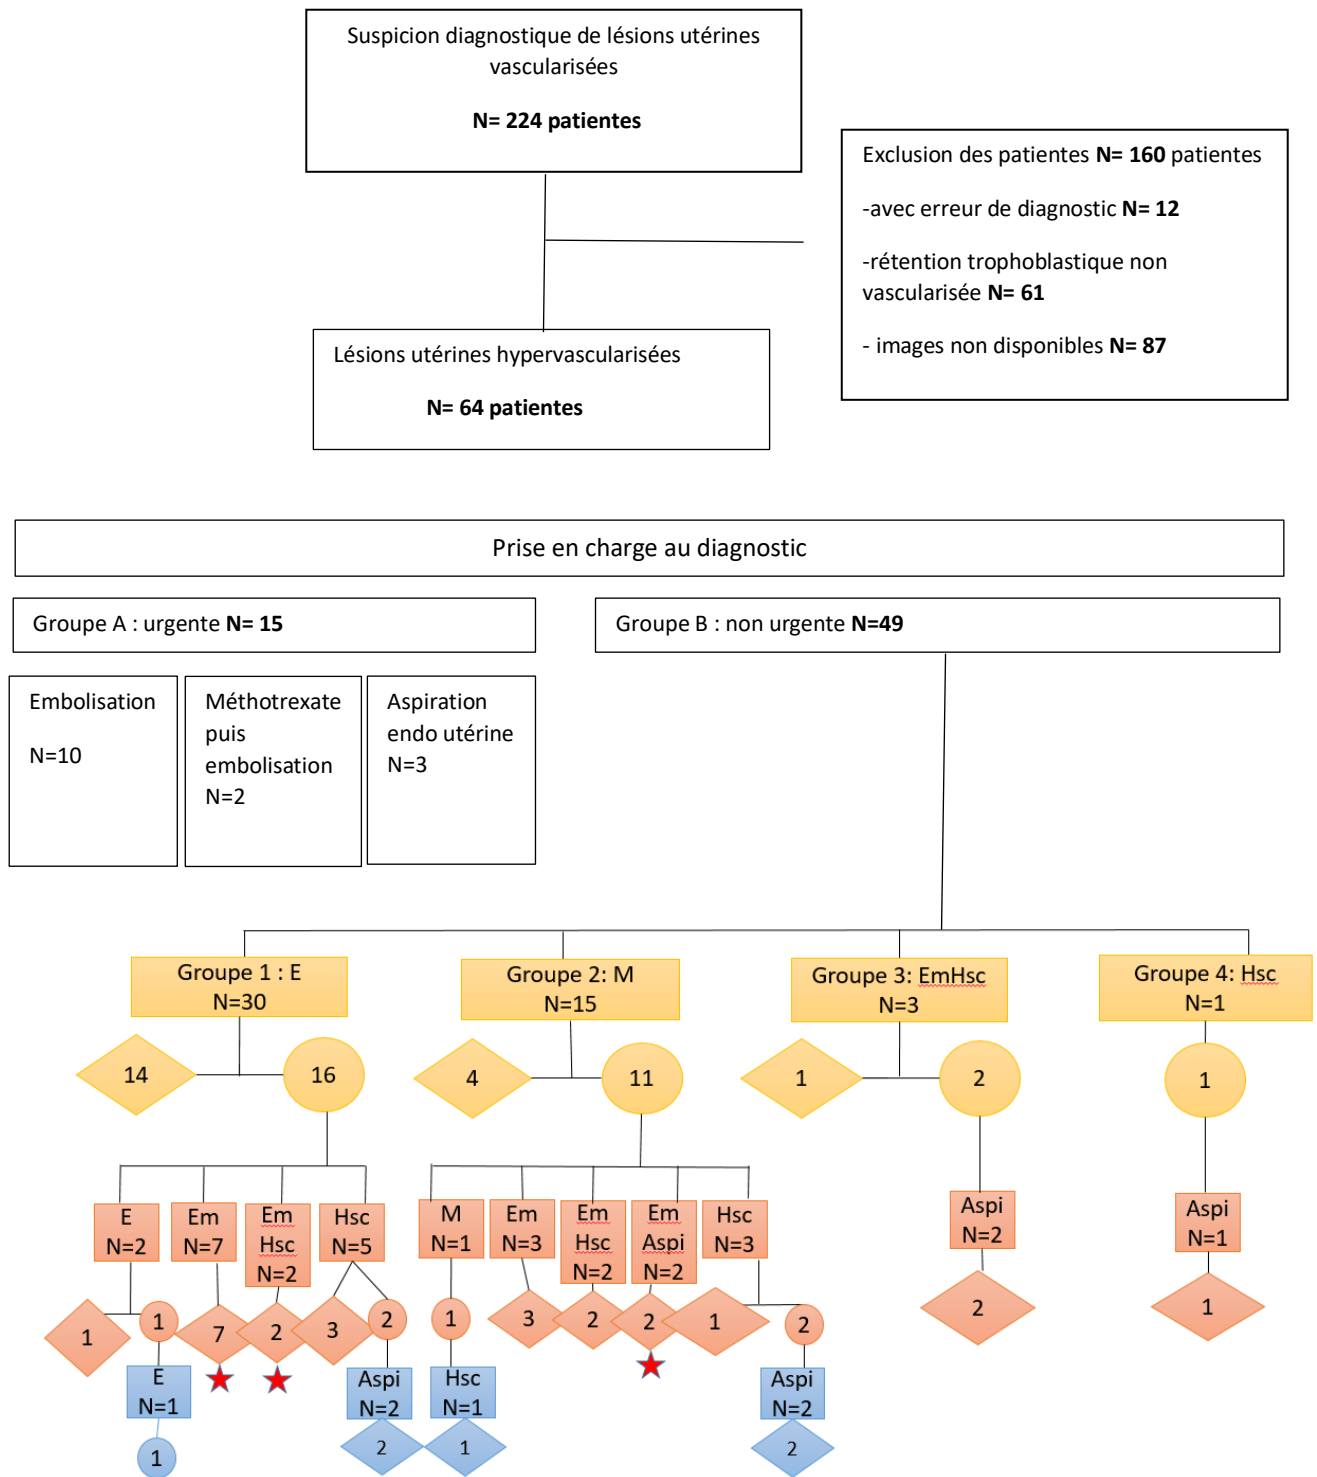 Suspicion diagnostique de lésions utérines
vascularisées
N= 224 patientes
Exclusion des patientes N= 160 patientes
-avec erreur de diagnostic N= 12
-rétention trophoblastique non
vascularisée N= 61
- images non disponibles N= 87
Lésions utérines hypervascularisées
N= 64 patientes
Prise en charge au diagnostic
Groupe A : urgente N= 15
Groupe B : non urgente N=49
Embolisation
N=10
Méthotrexate
puis
embolisation
N=2
Aspiration
endo utérine
N=3
Groupe 1 : E
N=30
Groupe 2: M
N=15
Groupe 3: EmHsc
N=3
Groupe 4: Hsc
N=1
14
16
4
11
1
2
1
E
N=2
Em
N=7
Em
Hsc
N=2
Hsc
N=5
M
N=1
Em
N=3
Em
Hsc
N=2
Em
Aspi
N=2
Hsc
N=3
Aspi
N=2
Aspi
N=1
1
1
7
2
3
2
1
3
2
2
1
2
2
1
E
N=1
Aspi
N=2
Hsc
N=1
Aspi
N=2
1
2
1
2